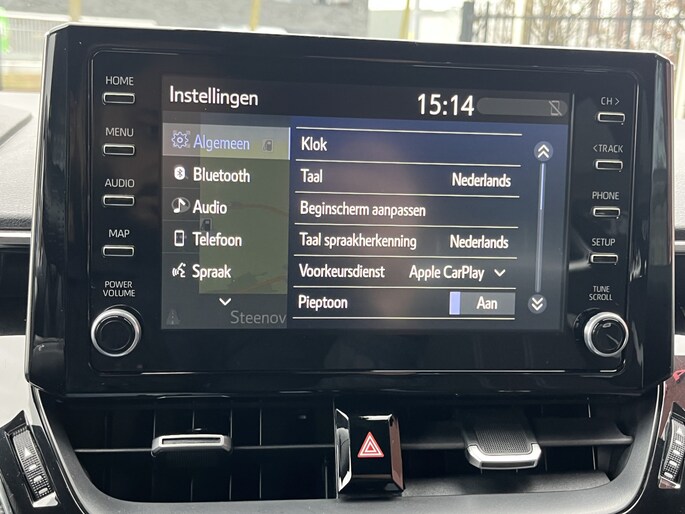 HOME
MENU
AUDIO
MAP
POWER
VOLUME
Instellingen
15:14
Algemeen
Bluetooth
Audio
Telefoon
Spraak
Steenov
Klok
Taal Nederlands
Beginscherm aanpassen
Taal spraakherkenning Nederlands
Voorkeursdienst Apple CarPlay
Pieptoon Aan
CH >
< TRACK
PHONE
SETUP
TUNE
SCROLL